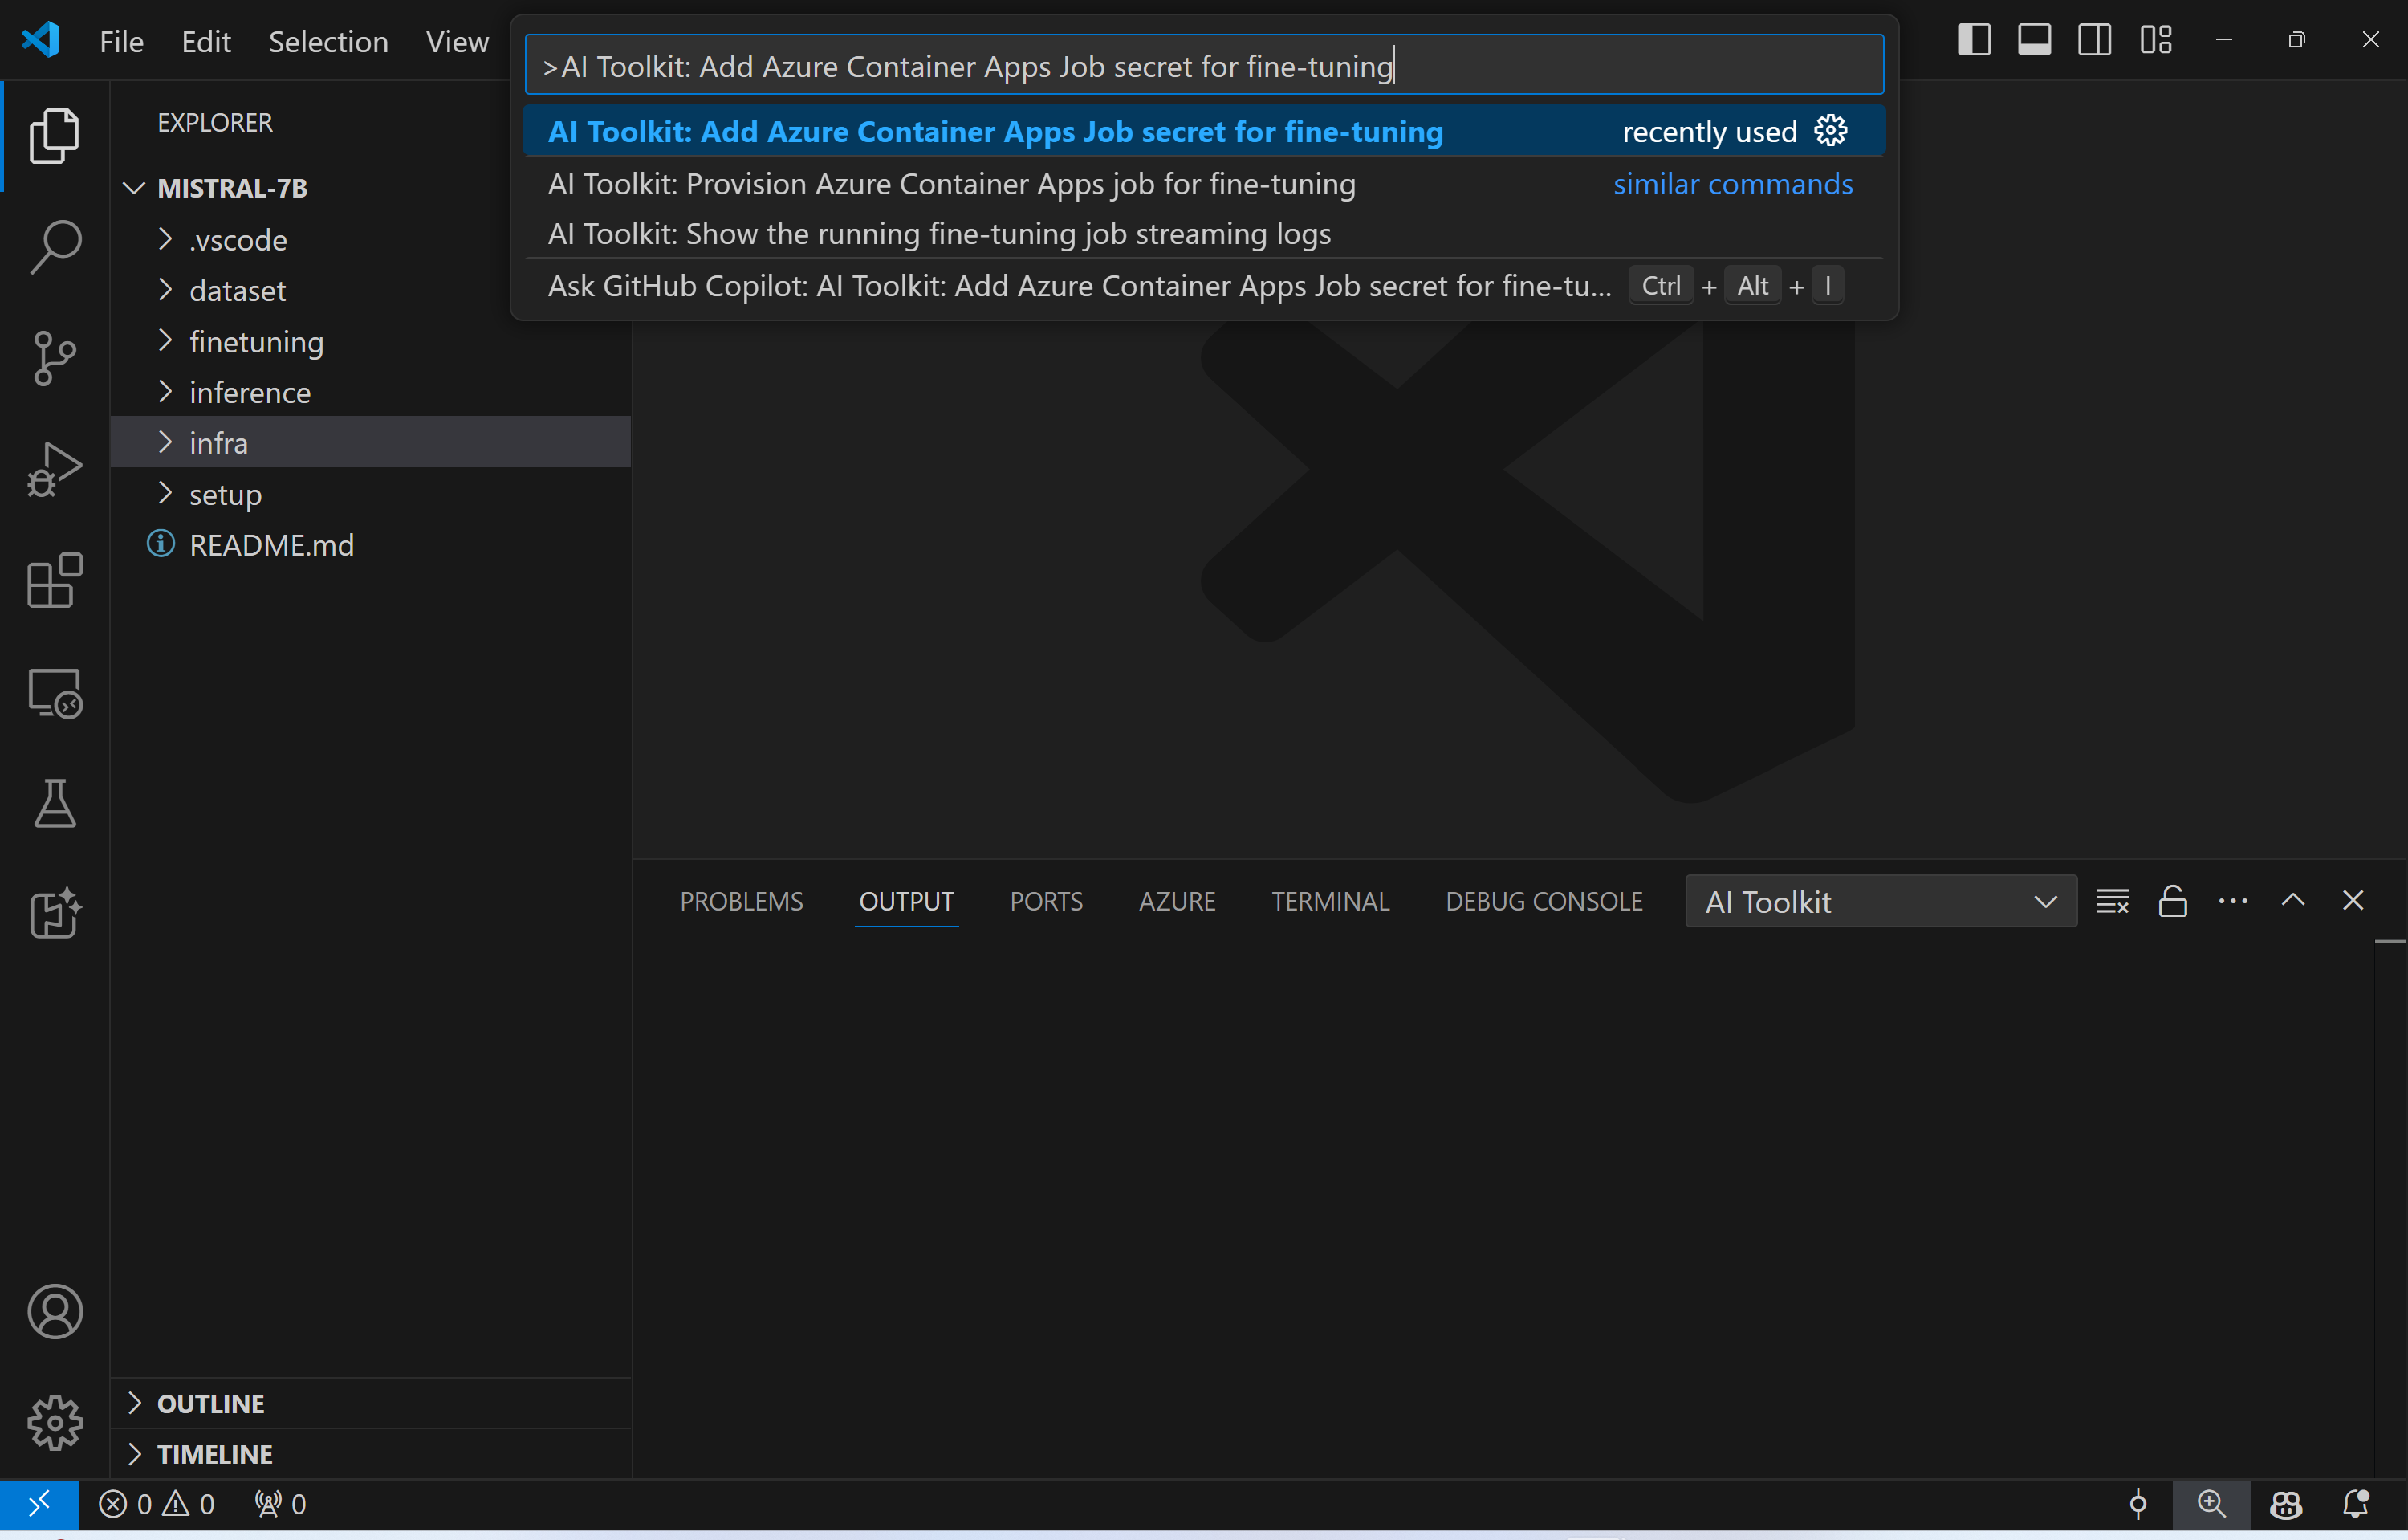 File Edit Selection View
>AI Toolkit: Add Azure Container Apps Job secret for fine-tuning
AI Toolkit: Add Azure Container Apps Job secret for fine-tuning recently used
AI Toolkit: Provision Azure Container Apps job for fine-tuning similar commands
AI Toolkit: Show the running fine-tuning job streaming logs
Ask GitHub Copilot: AI Toolkit: Add Azure Container Apps Job secret for fine-tu... Ctrl + Alt + I
EXPLORER
MISTRAL-7B
.vscode
dataset
finetuning
inference
infra
setup
README.md
OUTLINE
TIMELINE
PROBLEMS OUTPUT PORTS AZURE TERMINAL DEBUG CONSOLE AI Toolkit
0 0 0